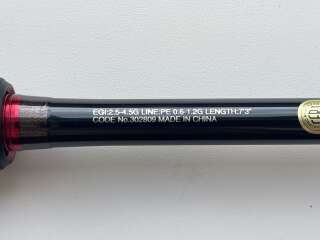 EGI:2.5-4.5G LINE:PE 0.6-1.2G LENGTH:7'3"
CODE No.302809 MADE IN CHINA